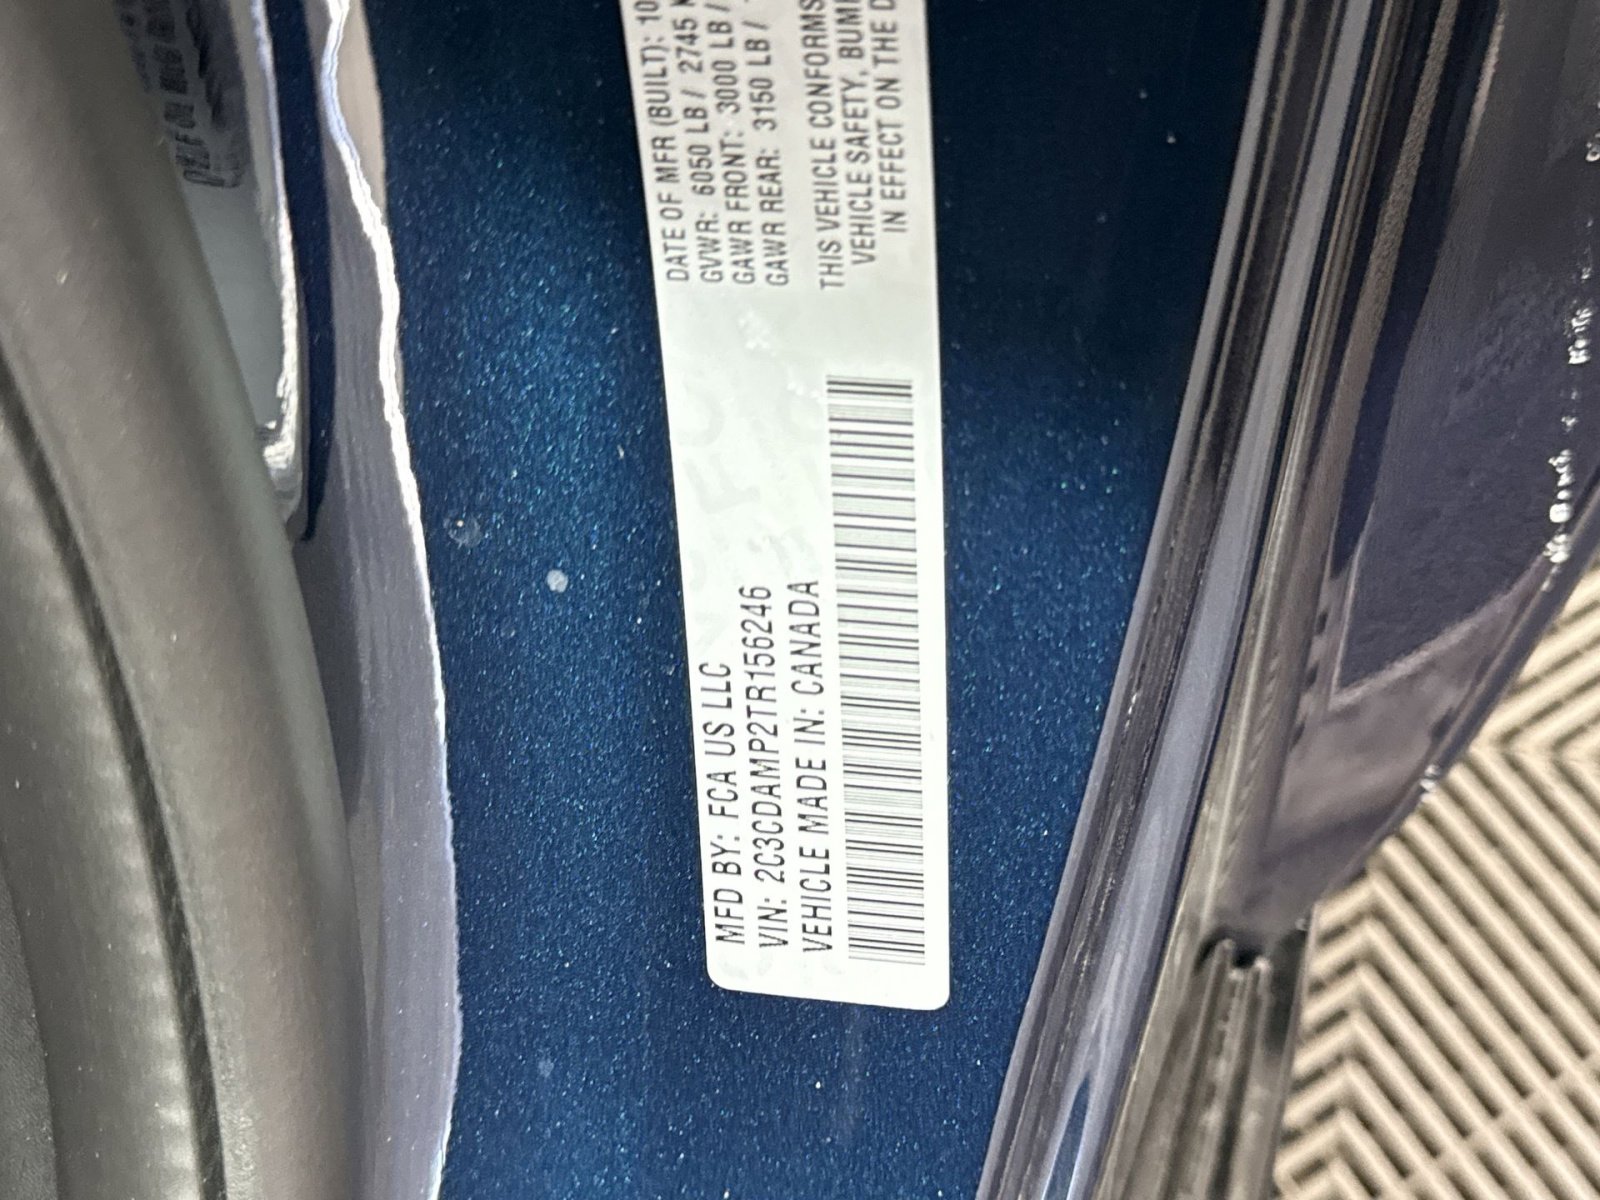 MFD BY: FCA US LLC
VIN: 2C3CDAMP2TR156246
VEHICLE MADE IN: CANADA
DATE OF MFR (BUILT): 10
GVWR: 6050 LB / 2745
GAWR FRONT: 3000 LB /
GAWR REAR: 3150 LB /
THIS VEHICLE CONFORMS
VEHICLE SAFETY,
IN EFFECT ON THE